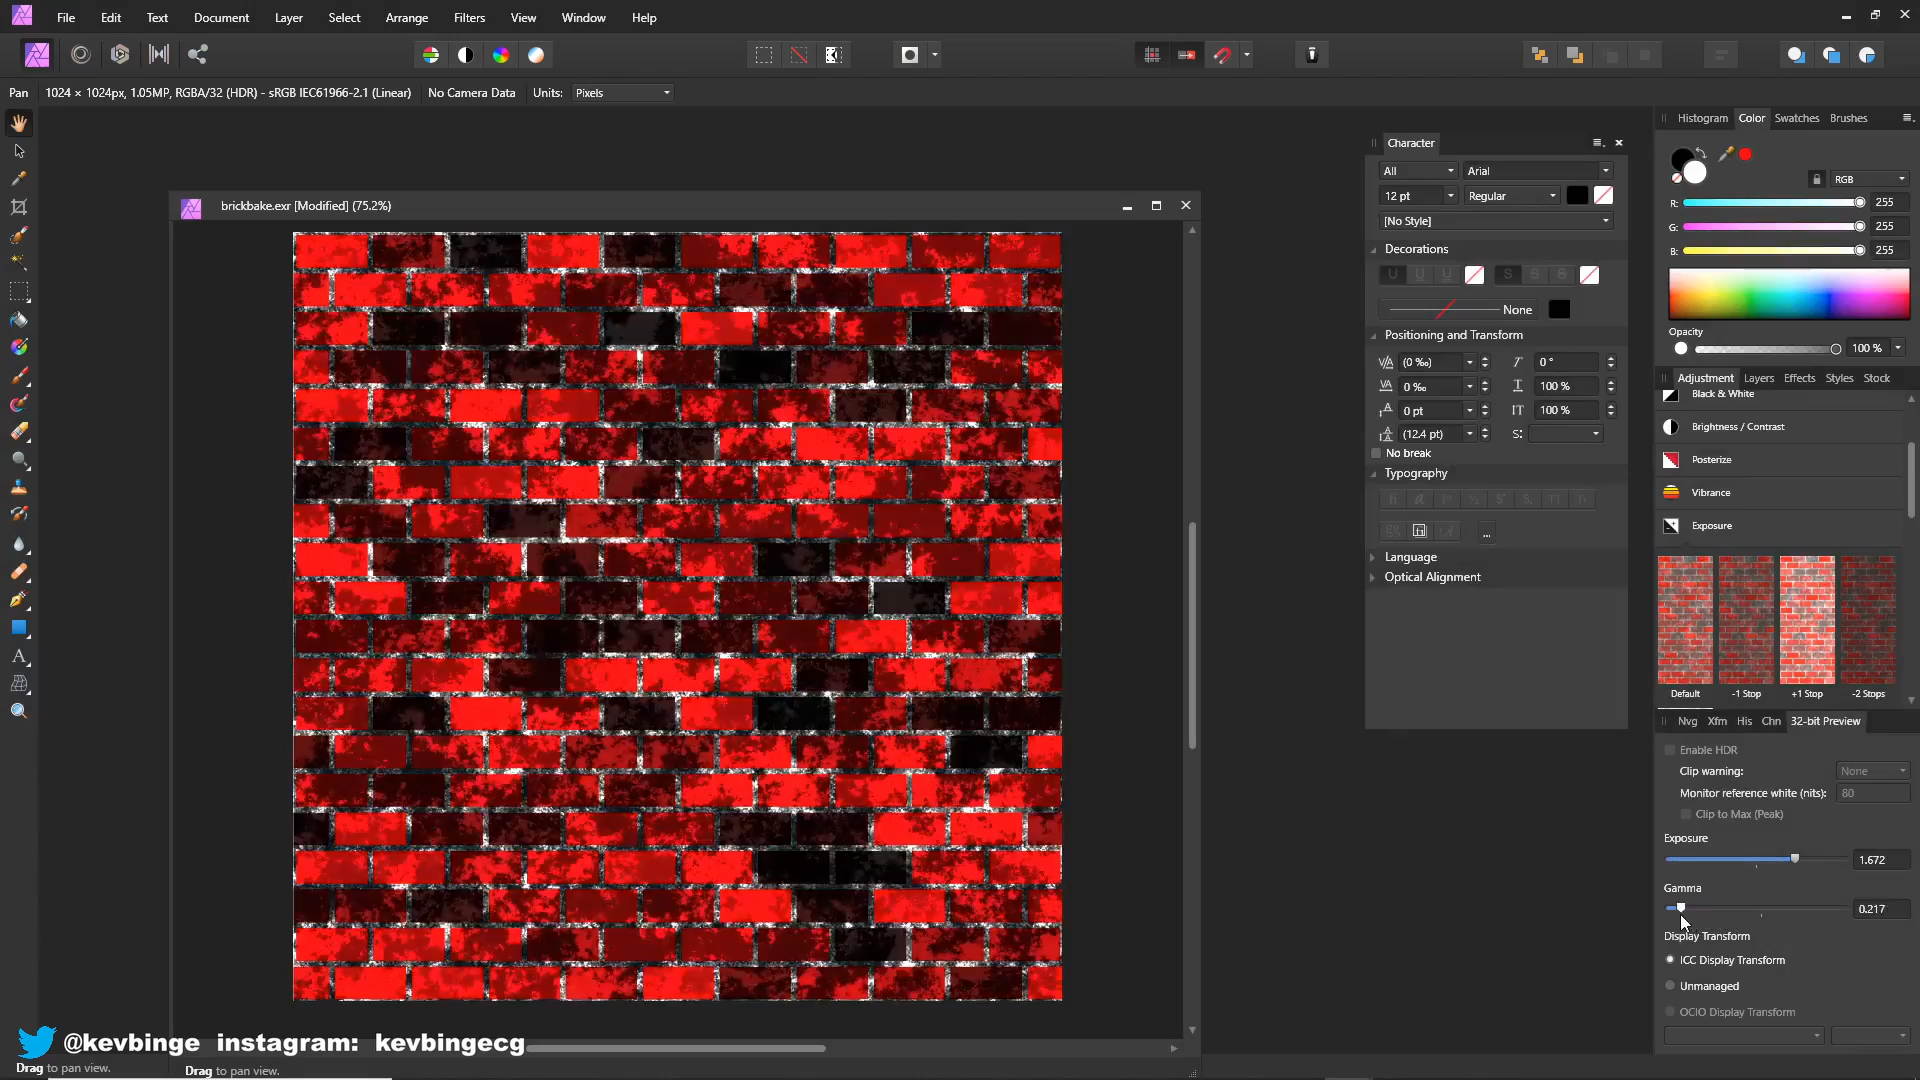 File Edit Text Document Layer Select Arrange Filters View Window Help
Pan 1024 × 1024px, 1.05MP, RGBA/32 (HDR) - sRGB IEC61966-2.1 (Linear) No Camera Data Units: Pixels
Histogram Color Swatches Brushes
RGB
R: 255
G: 255
B: 255
Opacity
100 %
Adjustment Layers Effects Styles Stock
Black & White
Brightness / Contrast
Posterize
Vibrance
Exposure
Default -1 Stop +1 Stop -2 Stops
Nvg Xfm His Chn 32-bit Preview
Enable HDR
Clip warning: None
Monitor reference white (nits): 80
Clip to Max (Peak)
Exposure
1.672
Gamma
0.217
Display Transform
ICC Display Transform
Unmanaged
OCIO Display Transform
Character
All Arial
12 pt Regular
[No Style]
Decorations
U U U S S S
None
Positioning and Transform
(0 ‰) 0 °
0 ‰ 100 %
0 pt 100 %
(12.4 pt) S:
No break
Typography
...
Language
Optical Alignment
brickbake.exr [Modified] (75.2%)
@kevbinge instagram: kevbingecg
Drag to pan view. Drag to pan view.